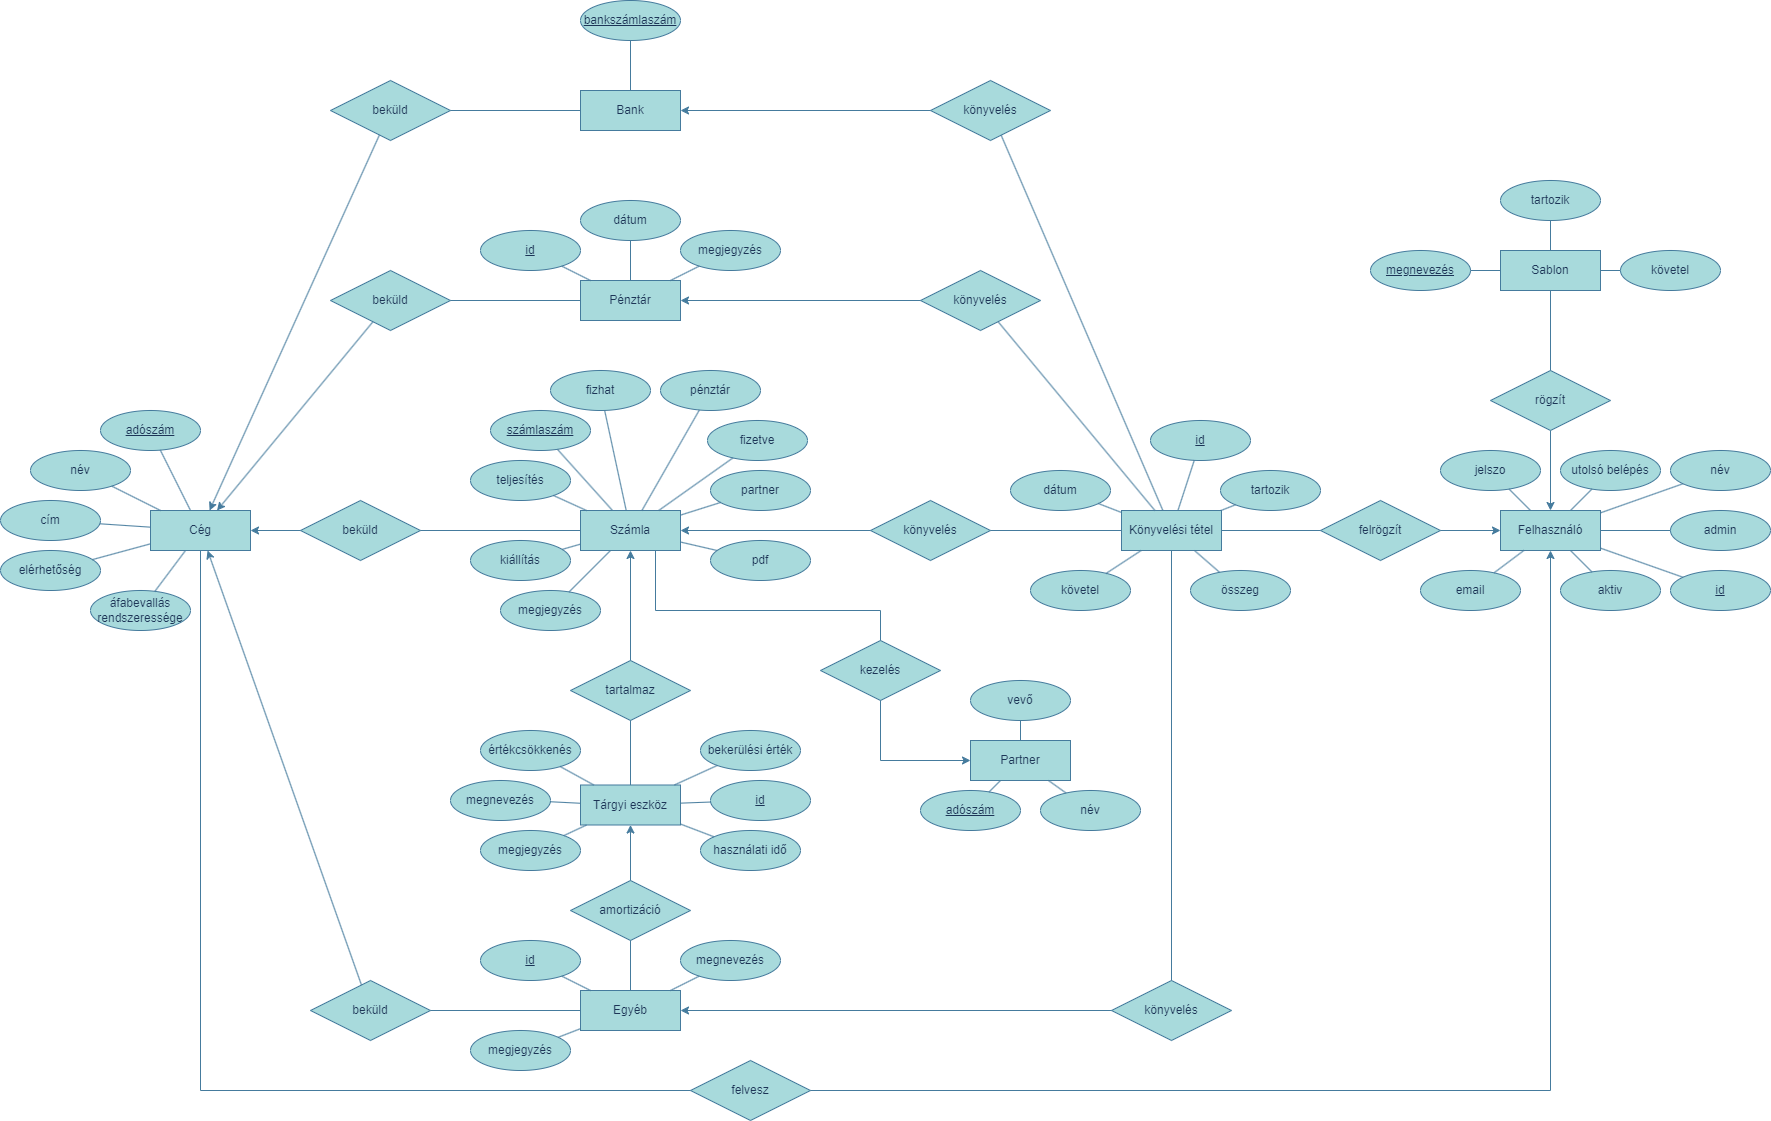 bankszámlaszám
beküld
Bank
könyvelés
tartozik
dátum
id
megjegyzés
megnevezés
Sablon
követel
beküld
Pénztár
könyvelés
fizhat
pénztár
rögzít
adószám
számlaszám
fizetve
id
név
teljesítés
partner
dátum
tartozik
jelszo
utolsó belépés
név
cím
Cég
beküld
Számla
könyvelés
Könyvelési tétel
felrögzít
Felhasználó
admin
elérhetőség
kiállítás
pdf
követel
összeg
email
aktiv
id
áfabevallás
rendszeressége
megjegyzés
kezelés
tartalmaz
vevő
értékcsökkenés
bekerülési érték
Partner
megnevezés
Tárgyi eszköz
id
adószám
név
megjegyzés
használati idő
amortizáció
id
megnevezés
beküld
Egyéb
könyvelés
megjegyzés
felvesz